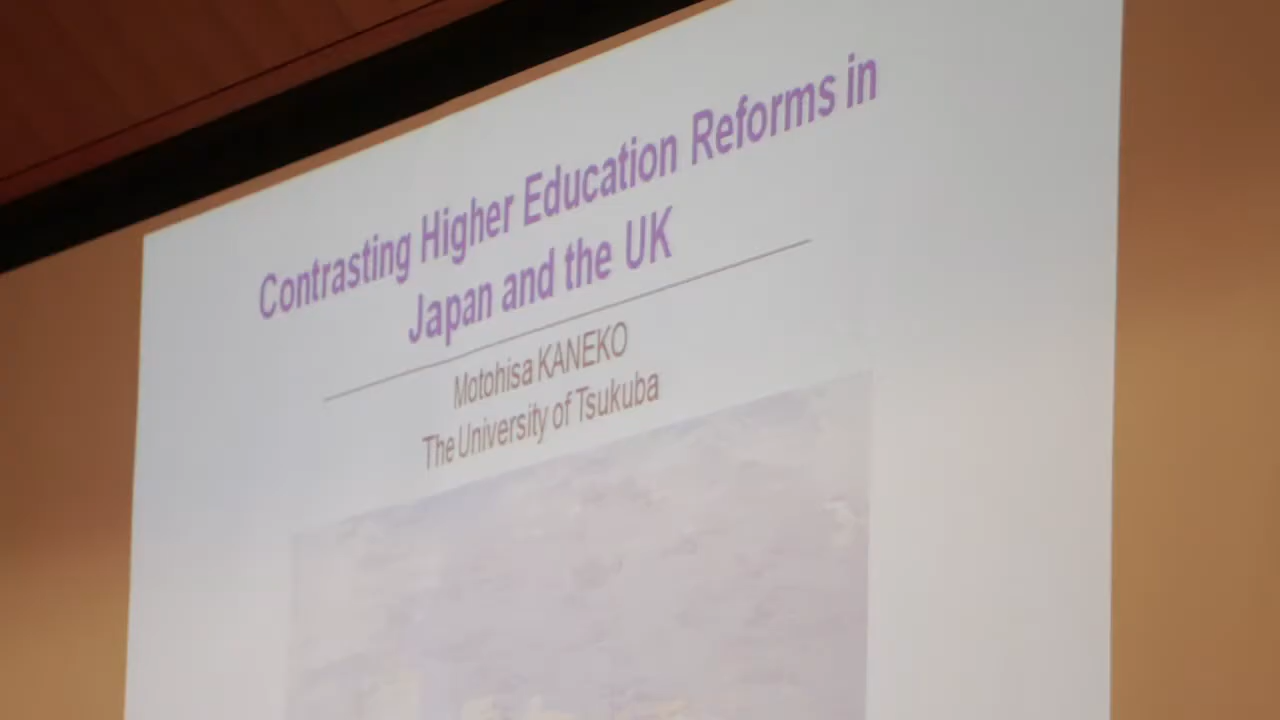 Contrasting Higher Education Reforms in
Japan and the UK
Motohisa KANEKO
The University of Tsukuba